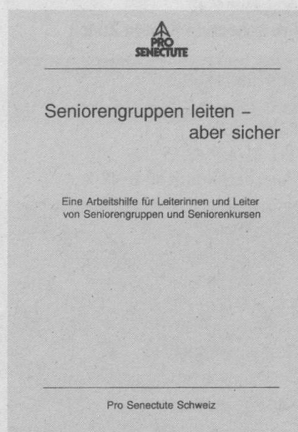 PRO
SENECTUTE
Seniorengruppen leiten –
aber sicher
Eine Arbeitshilfe für Leiterinnen und Leiter
von Seniorengruppen und Seniorenkursen
Pro Senectute Schweiz